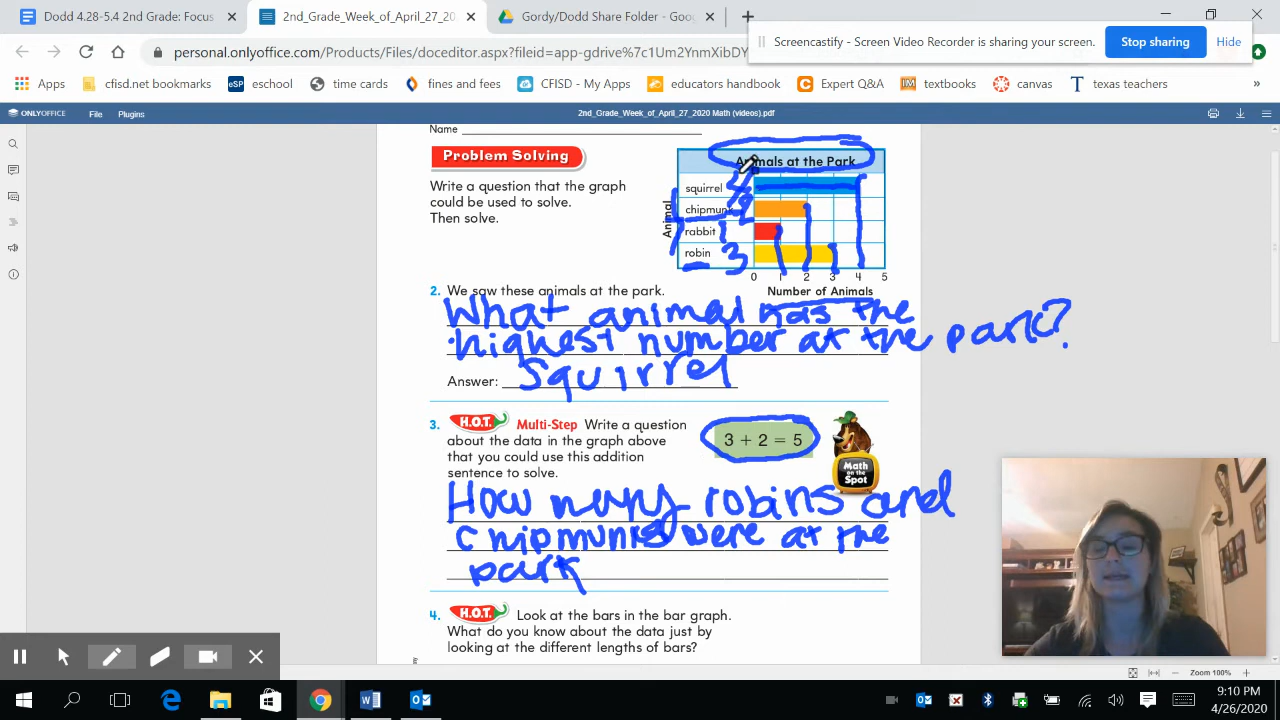 Dodd 4.28-5.4 2nd Grade: Focus
2nd_Grade_Week_of_April_27_20
Gordy/Dodd Share Folder - Goo
personal.onlyoffice.com/Products/Files/doceditor.aspx?fileid=app-gdrive%7c1Um2YnmXibDY
Screencastify - Screen Video Recorder is sharing your screen.
Stop sharing
Hide
Apps
cfisd.net bookmarks
eSP
eschool
time cards
fines and fees
CFISD - My Apps
educators handbook
Expert Q&A
textbooks
canvas
texas teachers
»
ONLYOFFICE
File
Plugins
2nd_Grade_Week_of_April_27_2020 Math (videos).pdf
Name
Problem Solving
Write a question that the graph
could be used to solve.
Then solve.
Animals at the Park
Animal
squirrel 4
chipmunk 2
rabbit 1
robin 3
0 1 2 3 4 5
Number of Animals
2. We saw these animals at the park.
What animal has the
highest number at the park?
Answer: Squirrel
3. H.O.T. Multi-Step Write a question
about the data in the graph above
that you could use this addition
sentence to solve.
3 + 2 = 5
Math
on the
Spot
How many robins and
chipmunks were at the
park
4. H.O.T. Look at the bars in the bar graph.
What do you know about the data just by
looking at the different lengths of bars?
Zoom 100%
9:10 PM
4/26/2020